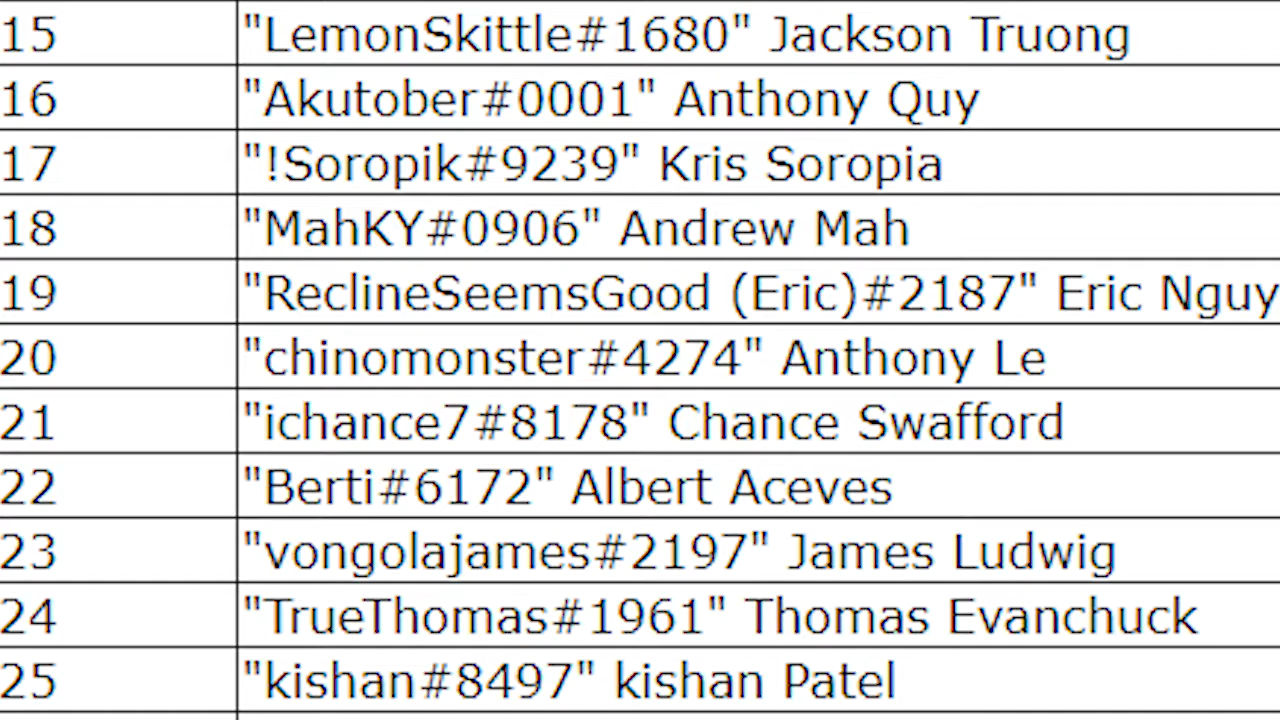 15 "LemonSkittle#1680" Jackson Truong
16 "Akutober#0001" Anthony Quy
17 "!Soropik#9239" Kris Soropia
18 "MahKY#0906" Andrew Mah
19 "ReclineSeemsGood (Eric)#2187" Eric Nguy
20 "chinomonster#4274" Anthony Le
21 "ichance7#8178" Chance Swafford
22 "Berti#6172" Albert Aceves
23 "vongolajames#2197" James Ludwig
24 "TrueThomas#1961" Thomas Evanchuck
25 "kishan#8497" kishan Patel